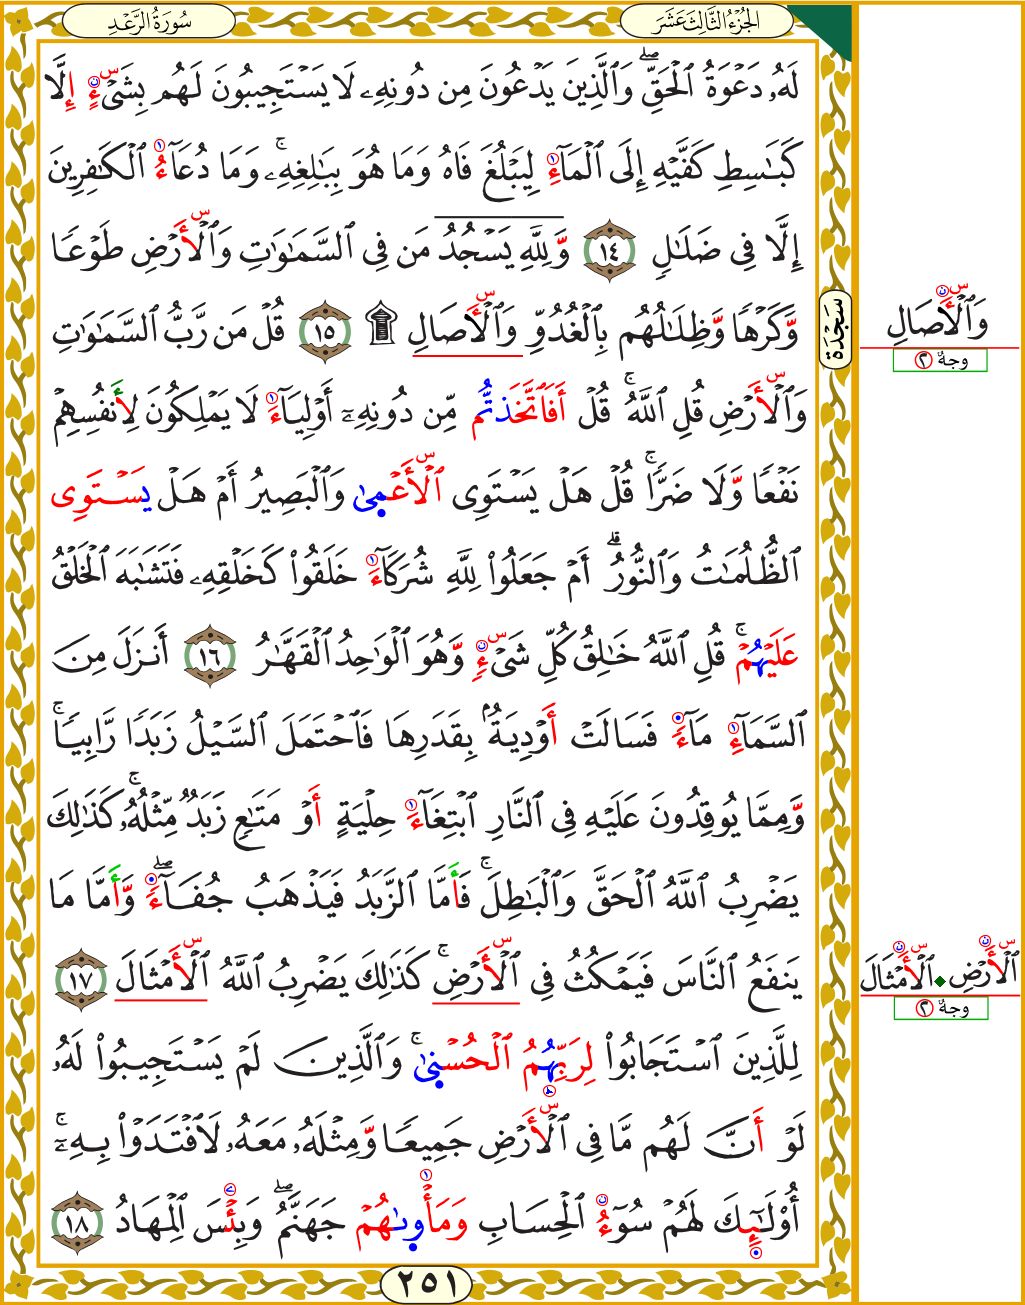 سُورَةُ الرَّعْدِ
الجُزْءُ الثَّالِثَ عَشَرَ
لَهُۥ دَعْوَةُ ٱلْحَقِّۖ وَٱلَّذِينَ يَدْعُونَ مِن دُونِهِۦ لَا يَسْتَجِيبُونَ لَهُم بِشَىْءٍ إِلَّا
كَبَٰسِطِ كَفَّيْهِ إِلَى ٱلْمَآءِ لِيَبْلُغَ فَاهُ وَمَا هُوَ بِبَٰلِغِهِۦۚ وَمَا دُعَآءُ ٱلْكَٰفِرِينَ
إِلَّا فِى ضَلَٰلٍ ١٤ وَّلِلَّهِ يَسْجُدُ مَن فِى ٱلسَّمَٰوَٰتِ وَٱلْأَرْضِ طَوْعًا
وَّكَرْهًا وَّظِلَٰلُهُم بِٱلْغُدُوِّ وَٱلْأَصَالِ ۩ ١٥ قُلْ مَن رَّبُّ ٱلسَّمَٰوَٰتِ
وَٱلْأَرْضِ قُلِ ٱللَّهُۚ قُلْ أَفَٱتَّخَذتُّم مِّن دُونِهِۦٓ أَوْلِيَآءَ لَا يَمْلِكُونَ لِأَنفُسِهِمْ
نَفْعًا وَّلَا ضَرًّاۚ قُلْ هَلْ يَسْتَوِى ٱلْأَعْمَىٰ وَٱلْبَصِيرُ أَمْ هَلْ يَسْتَوِى
ٱلظُّلُمَٰتُ وَٱلنُّورُۗ أَمْ جَعَلُوا۟ لِلَّهِ شُرَكَآءَ خَلَقُوا۟ كَخَلْقِهِۦ فَتَشَٰبَهَ ٱلْخَلْقُ
عَلَيْهُمْۚ قُلِ ٱللَّهُ خَٰلِقُ كُلِّ شَىْءٍ وَّهُوَ ٱلْوَٰحِدُ ٱلْقَهَّٰرُ ١٦ أَنزَلَ مِنَ
ٱلسَّمَآءِ مَآءً فَسَالَتْ أَوْدِيَةٌۢ بِقَدَرِهَا فَٱحْتَمَلَ ٱلسَّيْلُ زَبَدًا رَّابِيًاۚ
وَّمِمَّا يُوقِدُونَ عَلَيْهِ فِى ٱلنَّارِ ٱبْتِغَآءَ حِلْيَةٍ أَوْ مَتَٰعٍ زَبَدٌ مِّثْلُهُۥۚ كَذَٰلِكَ
يَضْرِبُ ٱللَّهُ ٱلْحَقَّ وَٱلْبَٰطِلَۚ فَأَمَّا ٱلزَّبَدُ فَيَذْهَبُ جُفَآءًۖ وَّأَمَّا مَا
يَنفَعُ ٱلنَّاسَ فَيَمْكُثُ فِى ٱلْأَرْضِۚ كَذَٰلِكَ يَضْرِبُ ٱللَّهُ ٱلْأَمْثَالَ ١٧
لِلَّذِينَ ٱسْتَجَابُوا۟ لِرَبِّهُمُ ٱلْحُسْنَىٰۚ وَٱلَّذِينَ لَمْ يَسْتَجِيبُوا۟ لَهُۥ
لَوْ أَنَّ لَهُم مَّا فِى ٱلْأَرْضِ جَمِيعًا وَّمِثْلَهُۥ مَعَهُۥ لَٱفْتَدَوْا۟ بِهِۦٓۚ
أُو۟لَٰٓئِكَ لَهُمْ سُوٓءُ ٱلْحِسَابِ وَمَأْوَىٰهُمْ جَهَنَّمُۖ وَبِئْسَ ٱلْمِهَادُ ١٨
٢٥١
سَجْدَة
وَٱلْأَصَالِ
وجهٌ ٢
ٱلْأَرْضِ ٱلْأَمْثَالَ
وجهٌ ٢